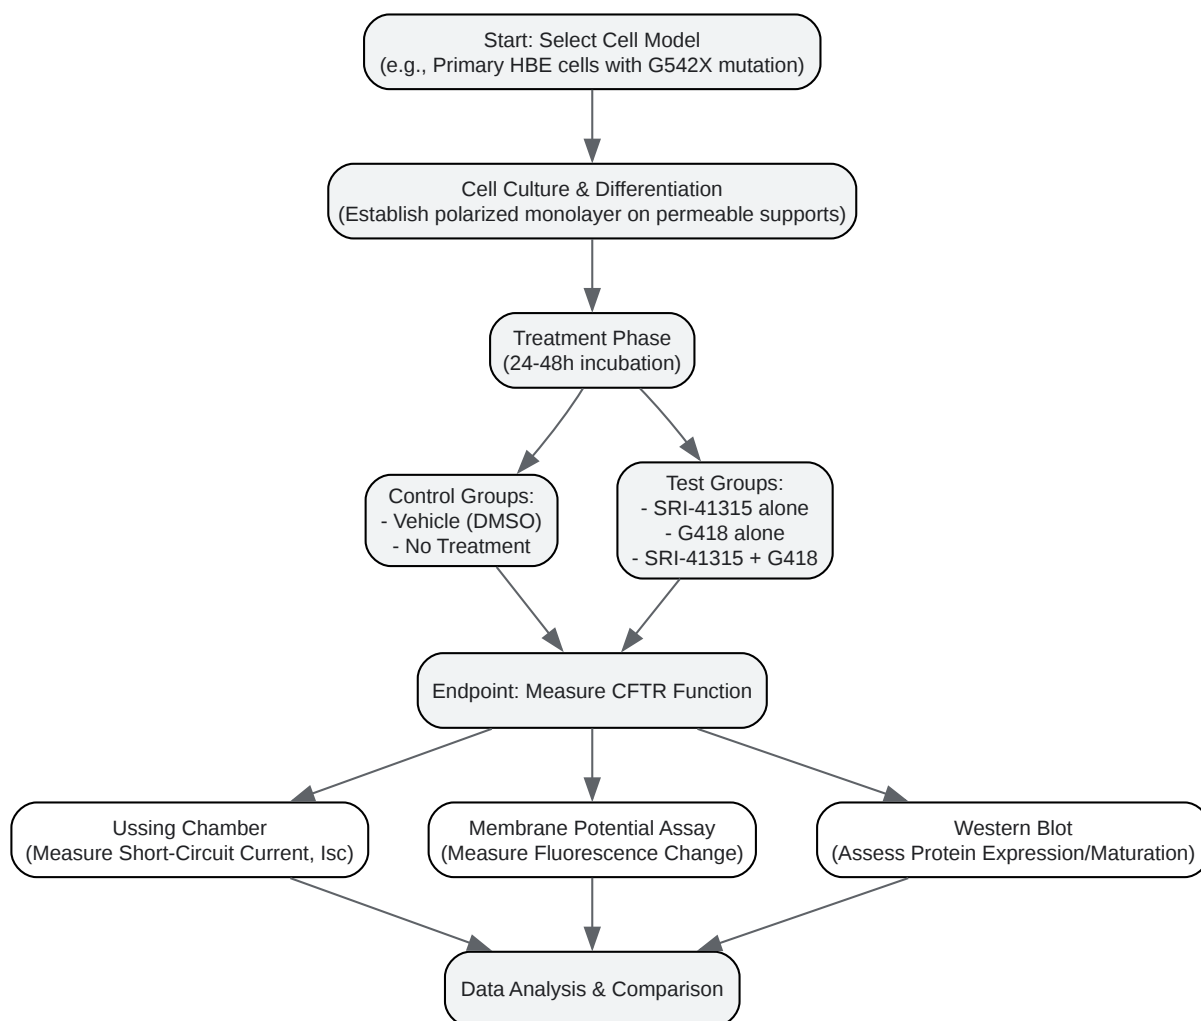 Start: Select Cell Model
(e.g., Primary HBE cells with G542X mutation)
Cell Culture & Differentiation
(Establish polarized monolayer on permeable supports)
Treatment Phase
(24-48h incubation)
Control Groups:
- Vehicle (DMSO)
- No Treatment
Test Groups:
- SRI-41315 alone
- G418 alone
- SRI-41315 + G418
Endpoint: Measure CFTR Function
Ussing Chamber
(Measure Short-Circuit Current, Isc)
Membrane Potential Assay
(Measure Fluorescence Change)
Western Blot
(Assess Protein Expression/Maturation)
Data Analysis & Comparison